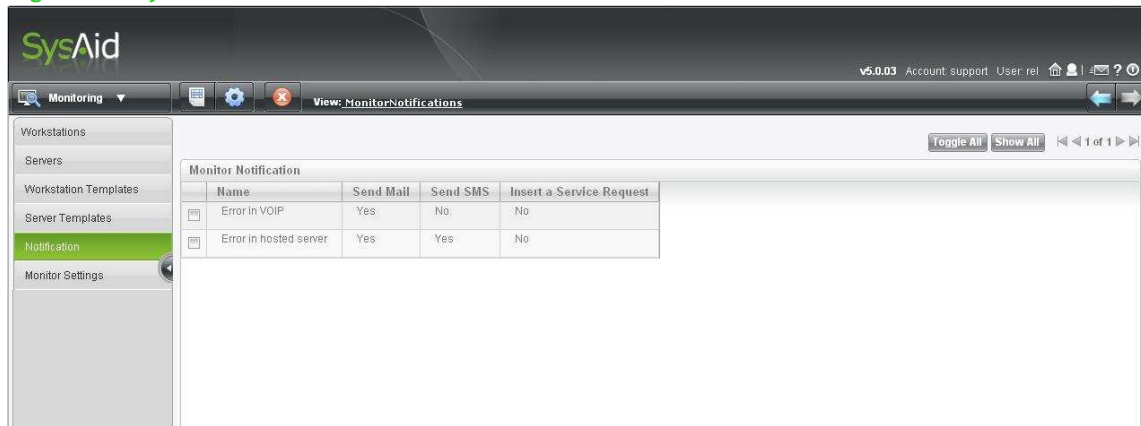 SysAid
v5.0.03 Account: support User: rel
Monitoring
View: MonitorNotifications
Workstations
Servers
Workstation Templates
Server Templates
Notification
Monitor Settings
Toggle All Show All 1 of 1
Monitor Notification
Name Send Mail Send SMS Insert a Service Request
Error in VOIP Yes No No
Error in hosted server Yes Yes No